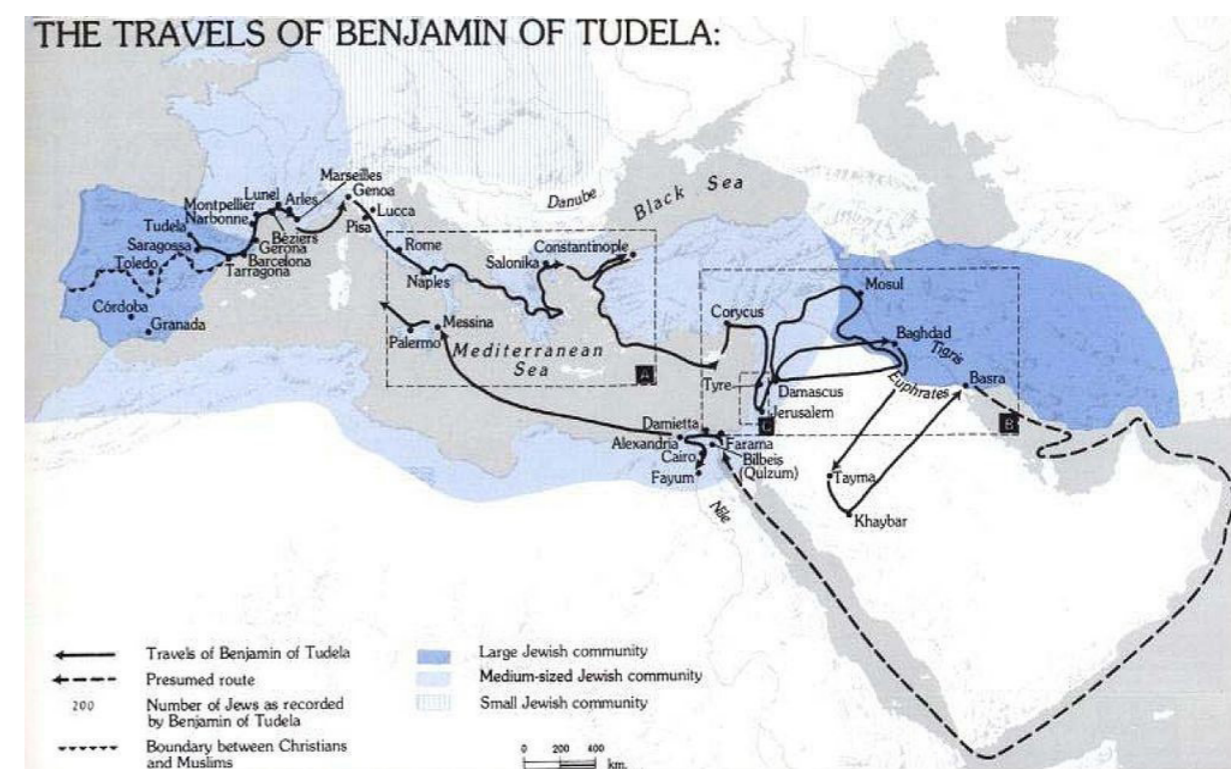 THE TRAVELS OF BENJAMIN OF TUDELA:
Marseilles
Genoa
Lunel
Arles
Montpellier
Narbonne
Lucca
Pisa
Tudela
Béziers
Gerona
Saragossa
Barcelona
Toledo
Tarragona
Córdoba
Granada
Rome
Naples
Danube
Black Sea
Salonika
Constantinople
Messina
Palermo
Mediterranean
Sea
A
Corycus
Mosul
Baghdad
Tigris
Euphrates
Basra
Tyre
Damascus
Jerusalem
C
B
Damietta
Alexandria
Farama
Cairo
Bilbeis
(Qulzum)
Fayum
Nile
Tayma
Khaybar
Travels of Benjamin of Tudela
Presumed route
200
Number of Jews as recorded
by Benjamin of Tudela
Boundary between Christians
and Muslims
Large Jewish community
Medium-sized Jewish community
Small Jewish community
0 200 400
km.